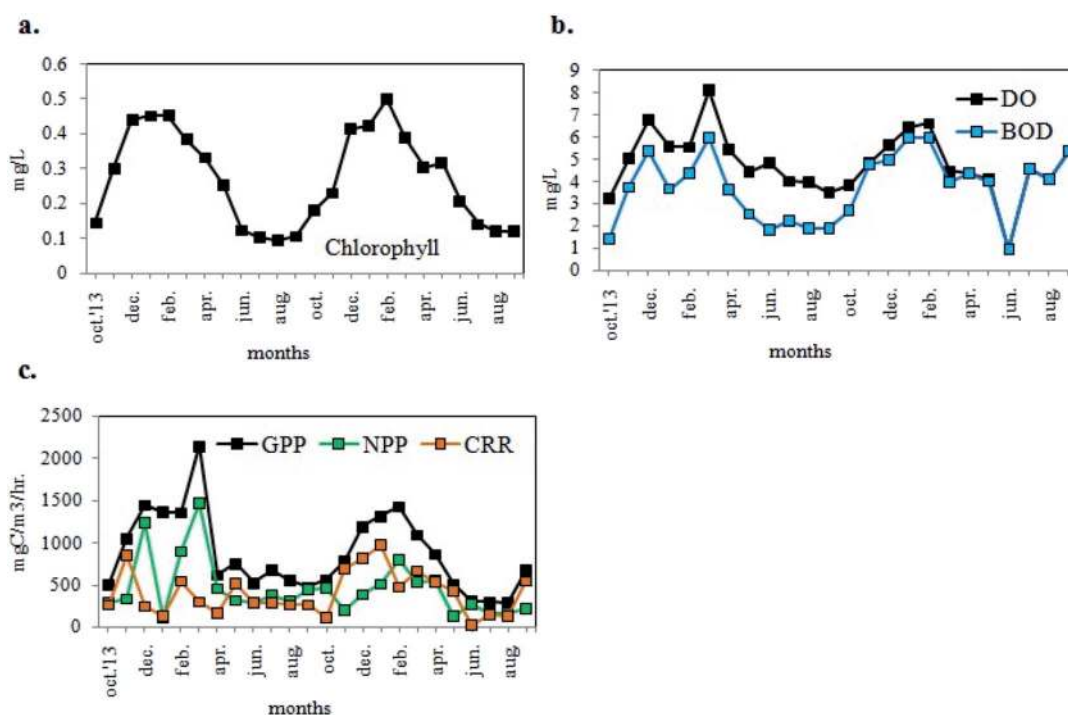 a.
0.6
0.5
0.4
0.3
0.2
0.1
0
mg/L
Chlorophyll
oct.'13
dec.
feb.
apr.
jun.
aug.
oct.
dec.
feb.
apr.
jun.
aug.
months
b.
9
8
7
6
5
4
3
2
1
0
mg/L
DO
BOD
oct.'13
dec.
feb.
apr.
jun.
aug.
oct.
dec.
feb.
apr.
jun.
aug.
months
c.
2500
2000
1500
1000
500
0
mgC/m3/hr.
GPP NPP CRR
oct.'13
dec.
feb.
apr.
jun.
aug.
oct.
dec.
feb.
apr.
jun.
aug.
months